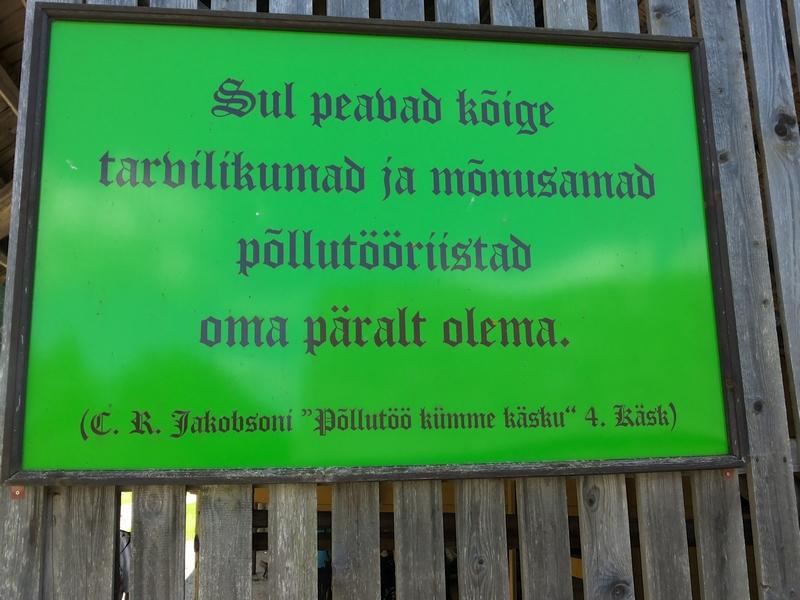 Sul peavad kõige
tarvilikumad ja mõnusamad
põllutööriistad
oma päralt olema.
(C. R. Jakobsoni "Põllutöö kümme käsku“ 4. Käsk)